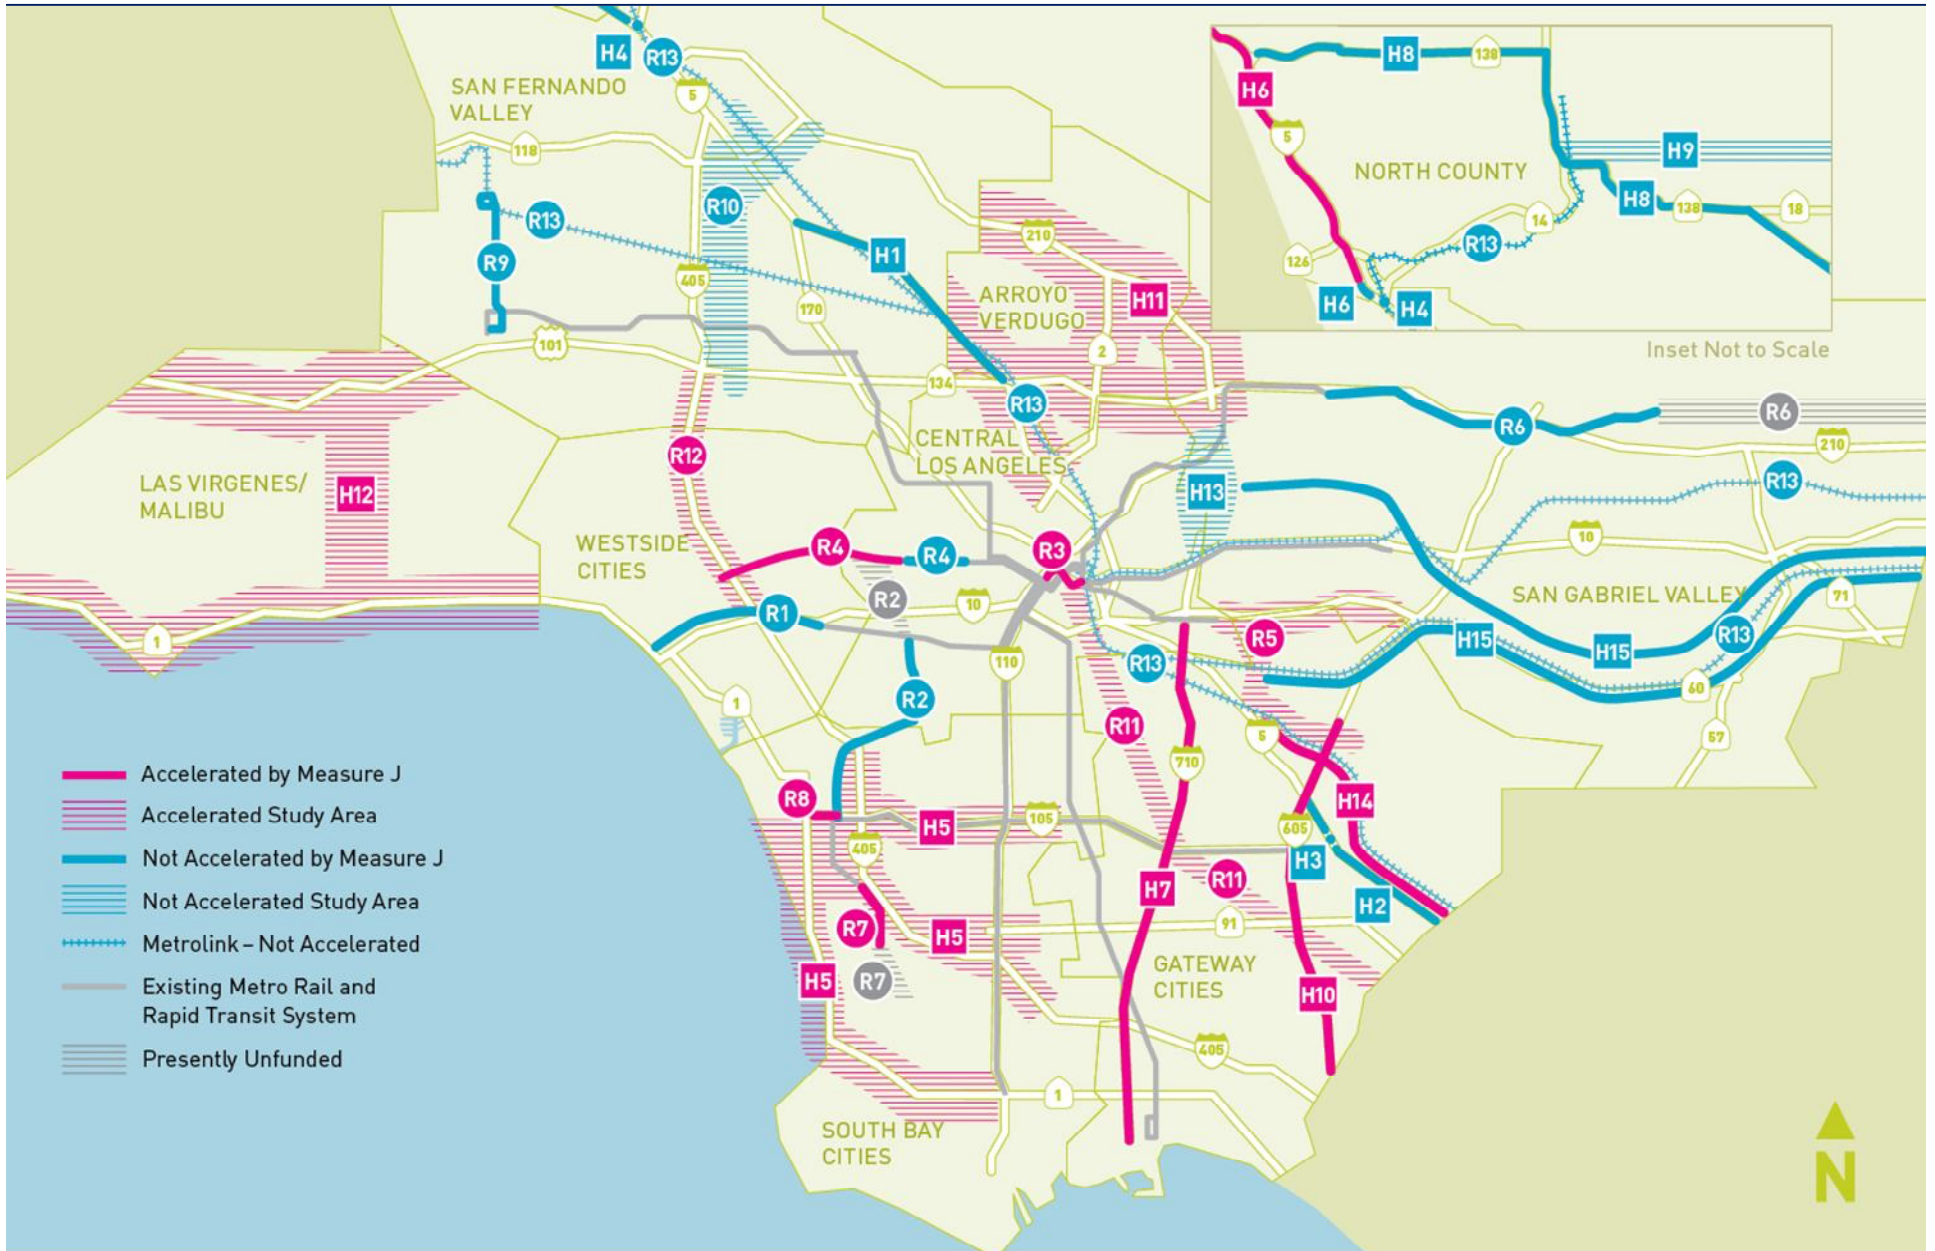 H4
R13
5
SAN FERNANDO
VALLEY
118
R13
R9
R10
405
H1
170
101
210
ARROYO
VERDUGO
H11
2
134
R13
H6
H8
138
5
NORTH COUNTY
H9
H8
138
18
14
R13
126
H6
H4
Inset Not to Scale
R6
R6
210
R13
CENTRAL
LOS ANGELES
H13
R12
LAS VIRGENES/
MALIBU
H12
WESTSIDE
CITIES
R4
R4
R3
R2
10
R1
10
SAN GABRIEL VALLEY
71
R5
H15
H15
R13
R13
110
60
1
1
R2
R11
5
57
710
R8
H5
105
H14
605
405
H3
R11
H7
H2
R7
H5
91
H5
R7
GATEWAY
CITIES
H10
405
1
SOUTH BAY
CITIES
Accelerated by Measure J
Accelerated Study Area
Not Accelerated by Measure J
Not Accelerated Study Area
Metrolink – Not Accelerated
Existing Metro Rail and
Rapid Transit System
Presently Unfunded
N